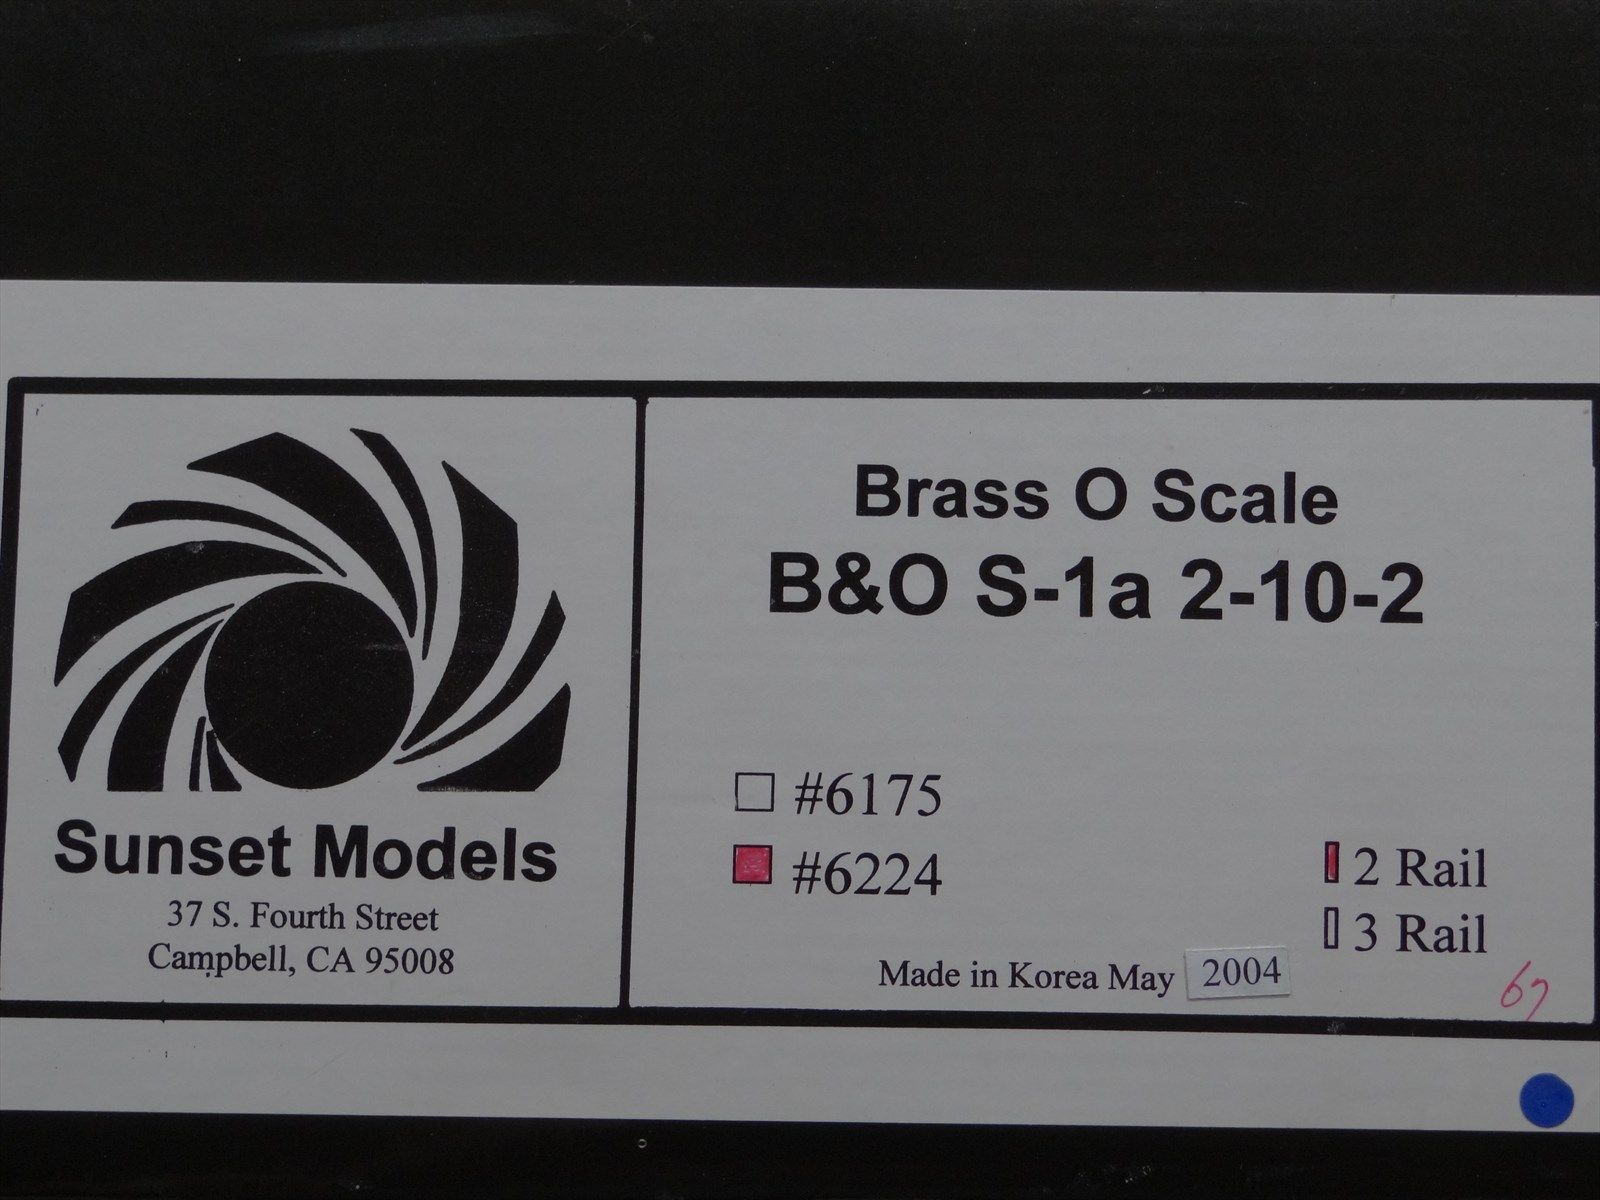 Sunset Models
37 S. Fourth Street
Campbell, CA 95008
Brass O Scale
B&O S-1a 2-10-2
#6175
#6224
2 Rail
3 Rail
Made in Korea May 2004
67